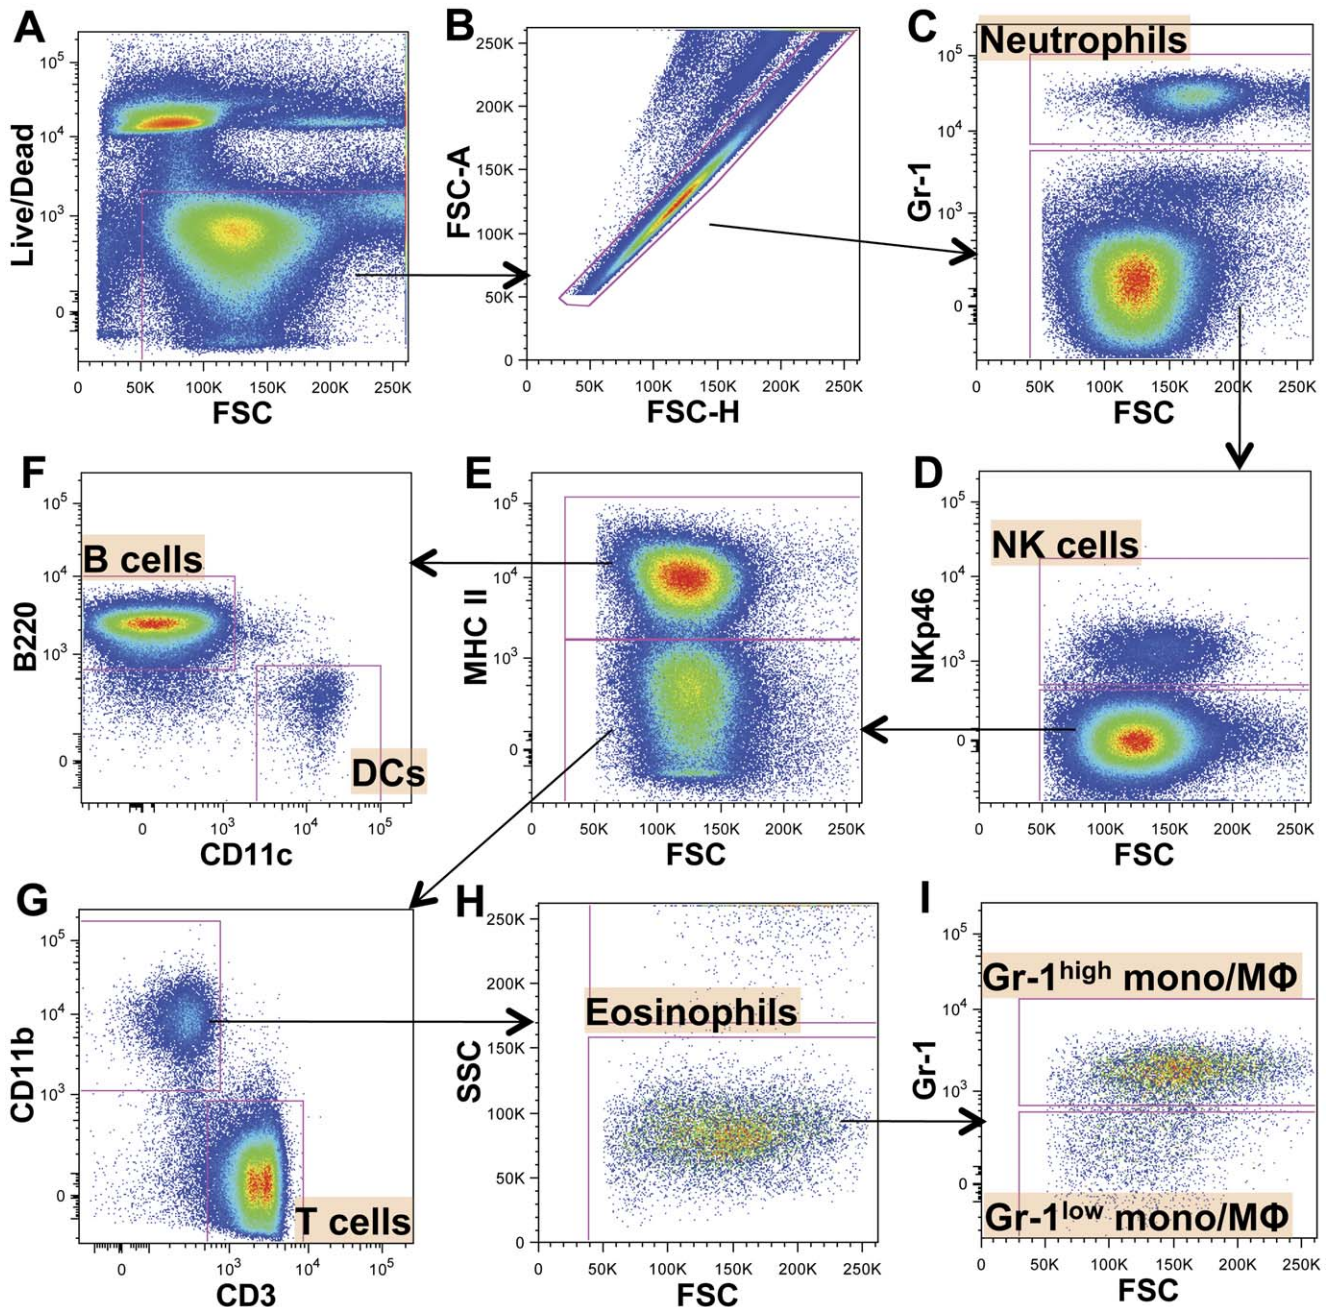 A
Live/Dead
10^5
10^4
10^3
0
0 50K 100K 150K 200K 250K
FSC
B
FSC-A
250K
200K
150K
100K
50K
0
0 50K 100K 150K 200K 250K
FSC-H
C
Neutrophils
Gr-1
10^5
10^4
10^3
0
0 50K 100K 150K 200K 250K
FSC
F
B cells
B220
10^5
10^4
10^3
0
DCs
0 10^3 10^4 10^5
CD11c
E
MHC II
10^5
10^4
10^3
0
0 50K 100K 150K 200K 250K
FSC
D
NK cells
NKp46
10^5
10^4
10^3
0
0 50K 100K 150K 200K 250K
FSC
G
CD11b
10^5
10^4
10^3
0
T cells
0 10^3 10^4 10^5
CD3
H
SSC
250K
200K
Eosinophils
150K
100K
50K
0
0 50K 100K 150K 200K 250K
FSC
I
Gr-1
10^5
Gr-1^high mono/MΦ
10^4
10^3
0
Gr-1^low mono/MΦ
0 50K 100K 150K 200K 250K
FSC